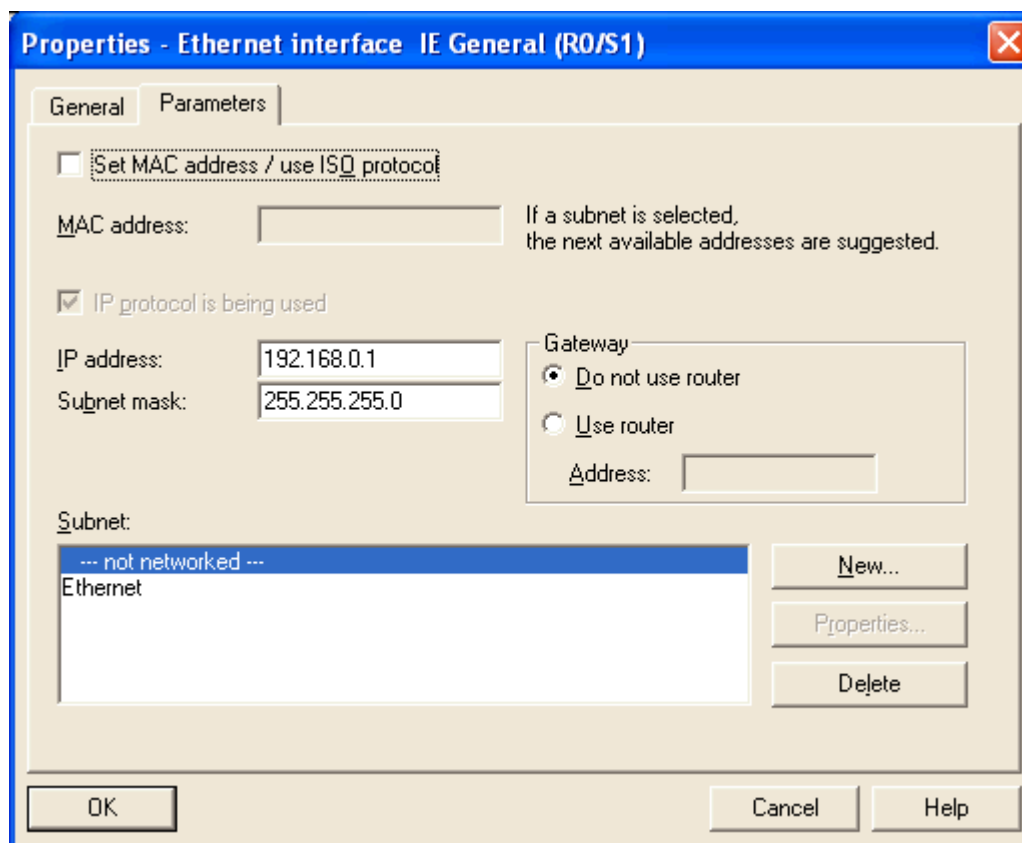 Properties - Ethernet interface  IE General (R0/S1)
General
Parameters
Set MAC address / use ISO protocol
MAC address:
If a subnet is selected,
the next available addresses are suggested.
IP protocol is being used
IP address:
192.168.0.1
Subnet mask:
255.255.255.0
Gateway
Do not use router
Use router
Address:
Subnet:
--- not networked ---
Ethernet
New...
Properties...
Delete
OK
Cancel
Help